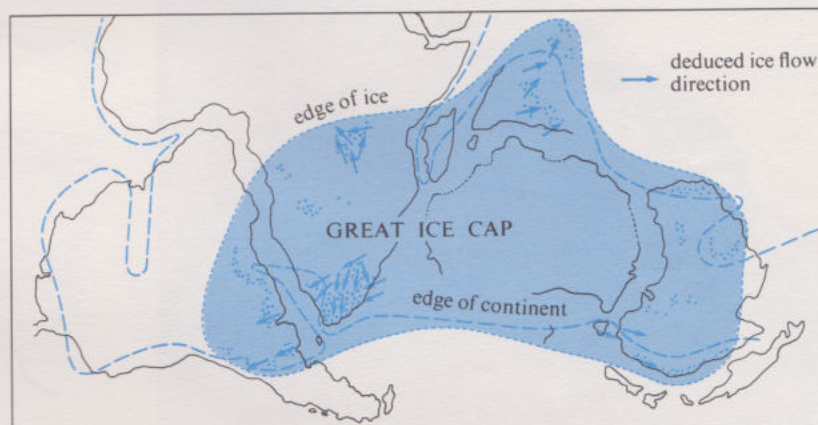 deduced ice flow
direction
edge of ice
GREAT ICE CAP
edge of continent